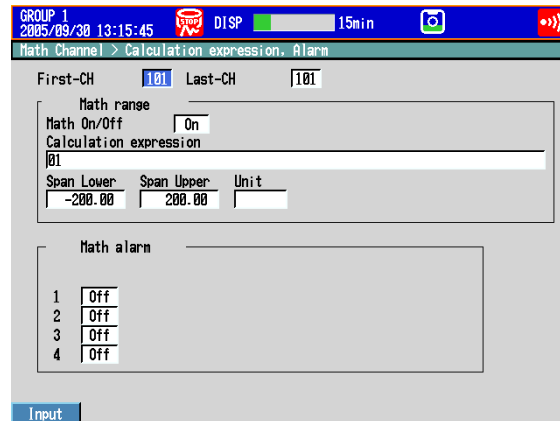 GROUP 1
2005/09/30 13:15:45 STOP DISP 15min
Math Channel > Calculation expression, Alarm
First-CH 101 Last-CH 101
Math range
Math On/Off On
Calculation expression
01
Span Lower Span Upper Unit
-200.00 200.00
Math alarm
1 Off
2 Off
3 Off
4 Off
Input